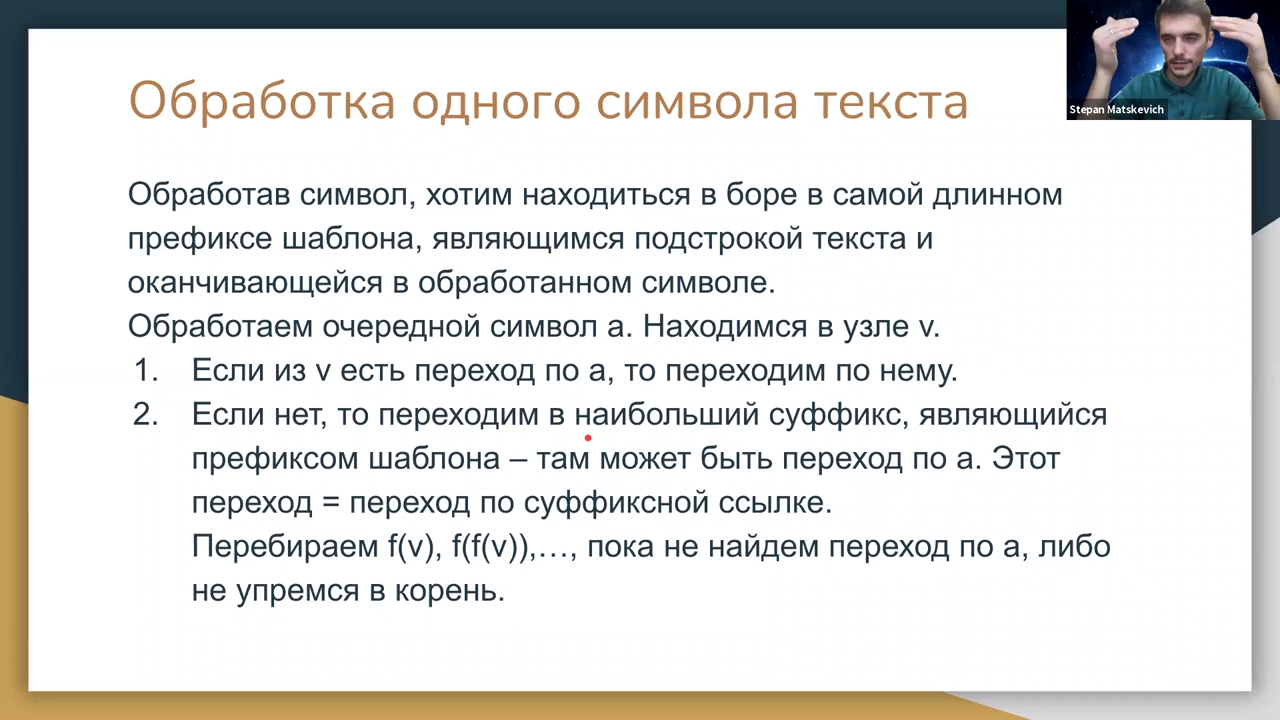 Обработка одного символа текста
Stepan Matskevich
Обработав символ, хотим находиться в боре в самой длинном
префиксе шаблона, являющимся подстрокой текста и
оканчивающейся в обработанном символе.
Обработаем очередной символ a. Находимся в узле v.
1. Если из v есть переход по a, то переходим по нему.
2. Если нет, то переходим в наибольший суффикс, являющийся
префиксом шаблона – там может быть переход по a. Этот
переход = переход по суффиксной ссылке.
Перебираем f(v), f(f(v)),…, пока не найдем переход по a, либо
не упремся в корень.